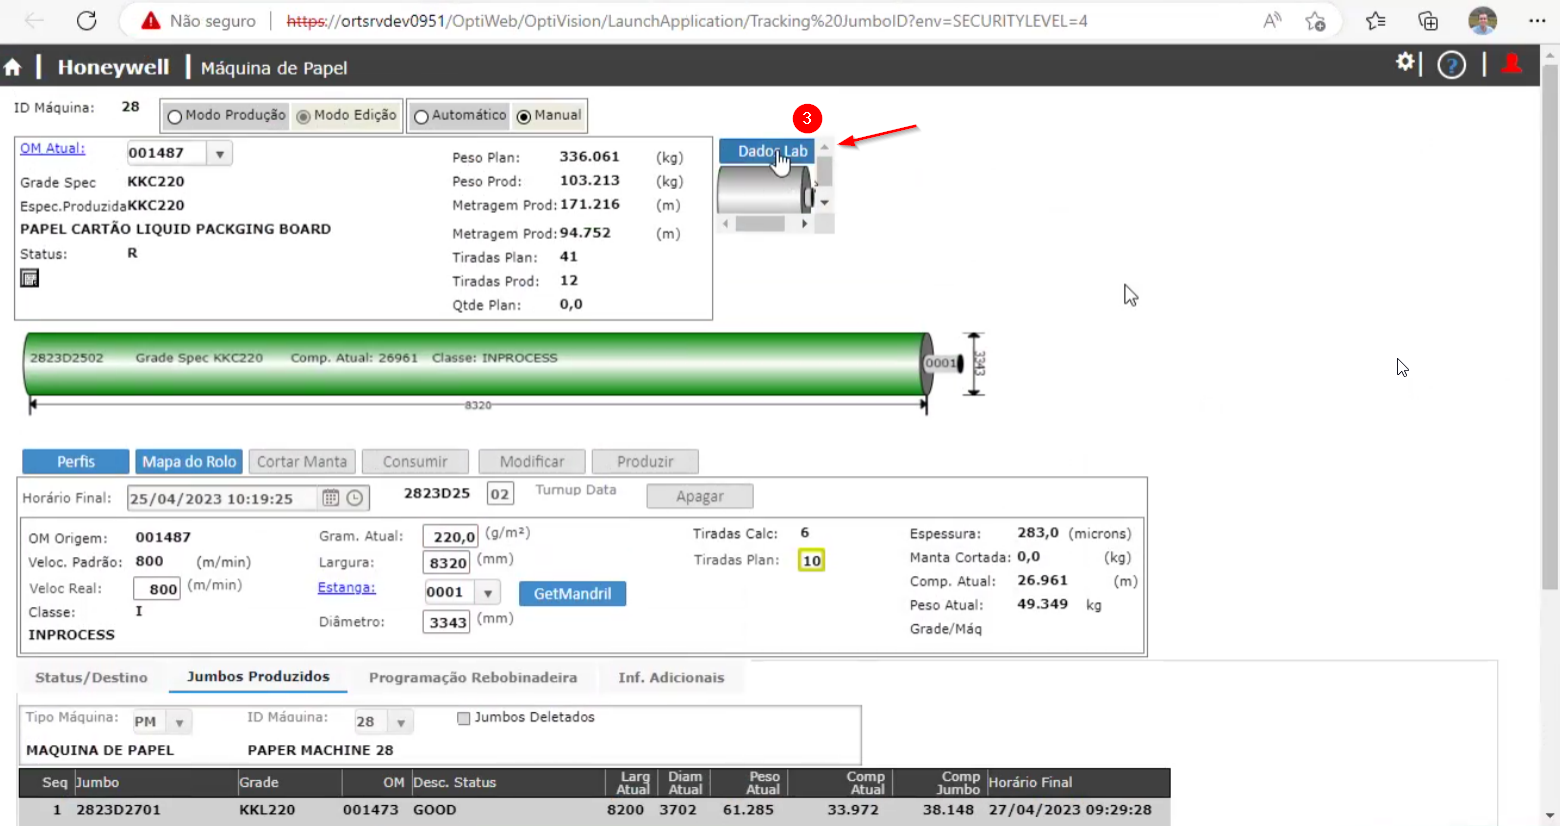 Não seguro https://ortsrvdev0951/OptiWeb/OptiVision/LaunchApplication/Tracking%20JumboID?env=SECURITYLEVEL=4
Honeywell Máquina de Papel
ID Máquina: 28 Modo Produção Modo Edição Automático Manual
3
OM Atual: 001487
Grade Spec KKC220
Espec.Produzida KKC220
PAPEL CARTÃO LIQUID PACKGING BOARD
Status: R
Peso Plan: 336.061 (kg)
Peso Prod: 103.213 (kg)
Metragem Prod: 171.216 (m)
Metragem Prod: 94.752 (m)
Tiradas Plan: 41
Tiradas Prod: 12
Qtde Plan: 0,0
Dados Lab
2823D2502 Grade Spec KKC220 Comp. Atual: 26961 Classe: INPROCESS
0001
3343
8320
Perfis Mapa do Rolo Cortar Manta Consumir Modificar Produzir
Horário Final: 25/04/2023 10:19:25 2823D25 02 Turnup Data Apagar
OM Origem: 001487
Veloc. Padrão: 800 (m/min)
Veloc Real: 800 (m/min)
Classe: I
INPROCESS
Gram. Atual: 220,0 (g/m²)
Largura: 8320 (mm)
Estanga: 0001 GetMandril
Diâmetro: 3343 (mm)
Tiradas Calc: 6
Tiradas Plan: 10
Espessura: 283,0 (microns)
Manta Cortada: 0,0 (kg)
Comp. Atual: 26.961 (m)
Peso Atual: 49.349 kg
Grade/Máq
Status/Destino Jumbos Produzidos Programação Rebobinadeira Inf. Adicionais
Tipo Máquina: PM ID Máquina: 28 Jumbos Deletados
MAQUINA DE PAPEL PAPER MACHINE 28
Seq Jumbo Grade OM Desc. Status Larg Atual Diam Atual Peso Atual Comp Atual Comp Jumbo Horário Final
1 2823D2701 KKL220 001473 GOOD 8200 3702 61.285 33.972 38.148 27/04/2023 09:29:28